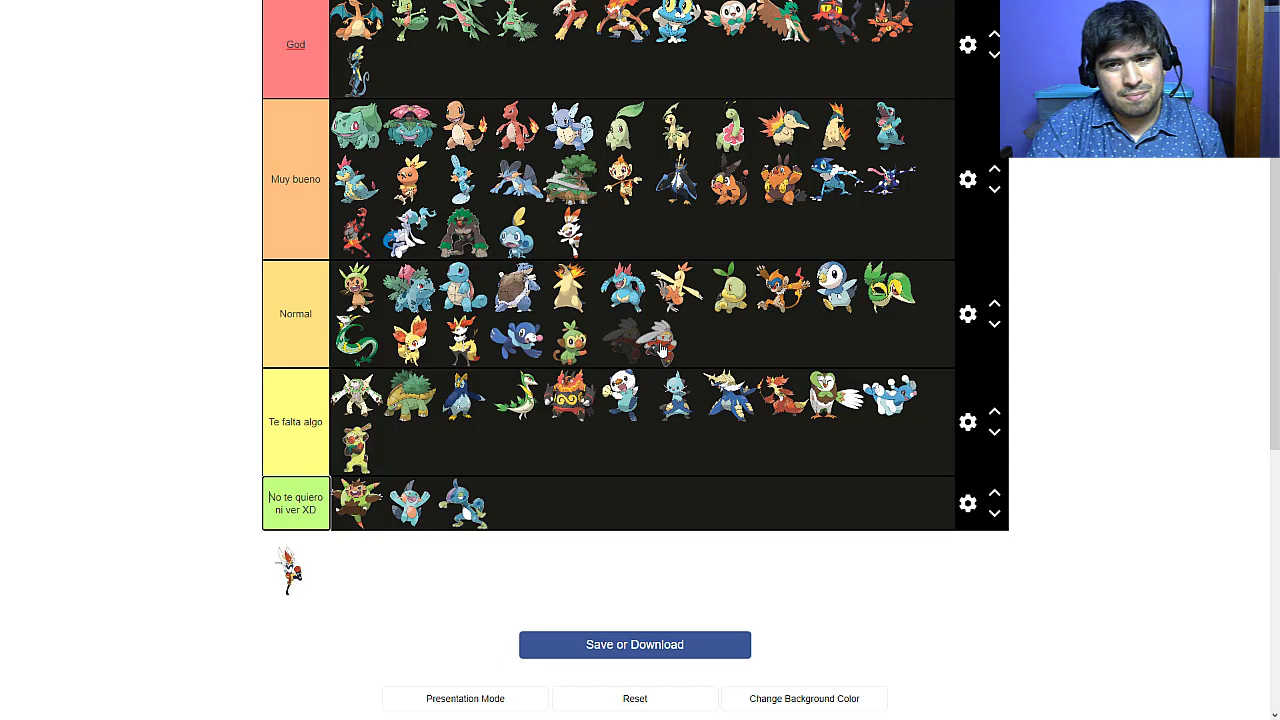 God
Muy bueno
Normal
Te falta algo
No te quiero
ni ver XD
Save or Download
Presentation Mode
Reset
Change Background Color